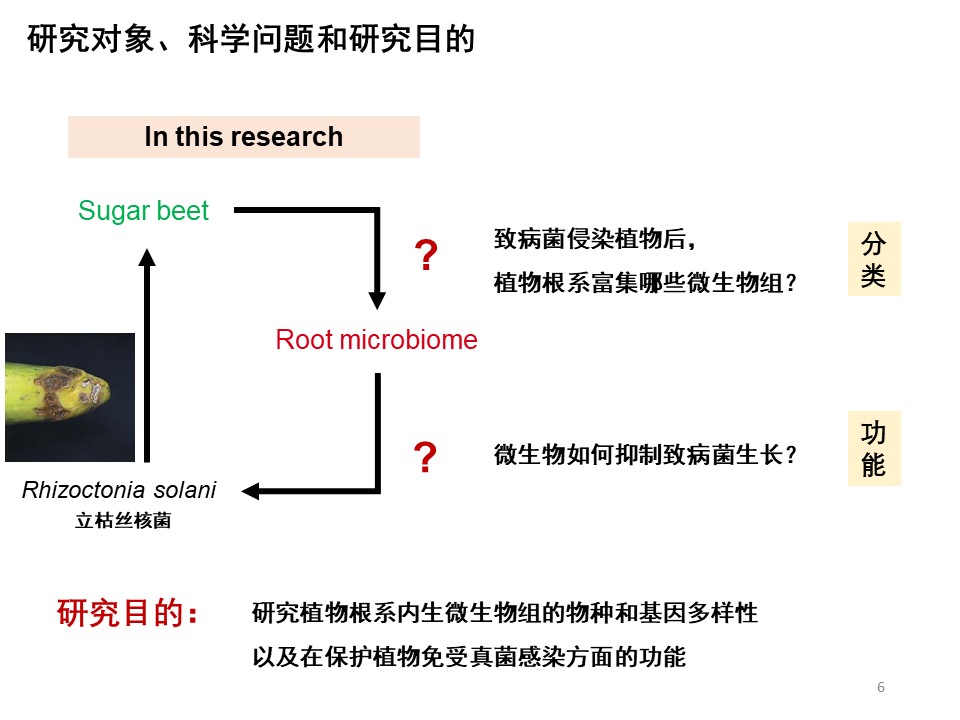 研究对象、科学问题和研究目的
In this research
Sugar beet
?
致病菌侵染植物后，
植物根系富集哪些微生物组？
分
类
Root microbiome
?
微生物如何抑制致病菌生长？
功
能
Rhizoctonia solani
立枯丝核菌
研究目的：
研究植物根系内生微生物组的物种和基因多样性
以及在保护植物免受真菌感染方面的功能
6